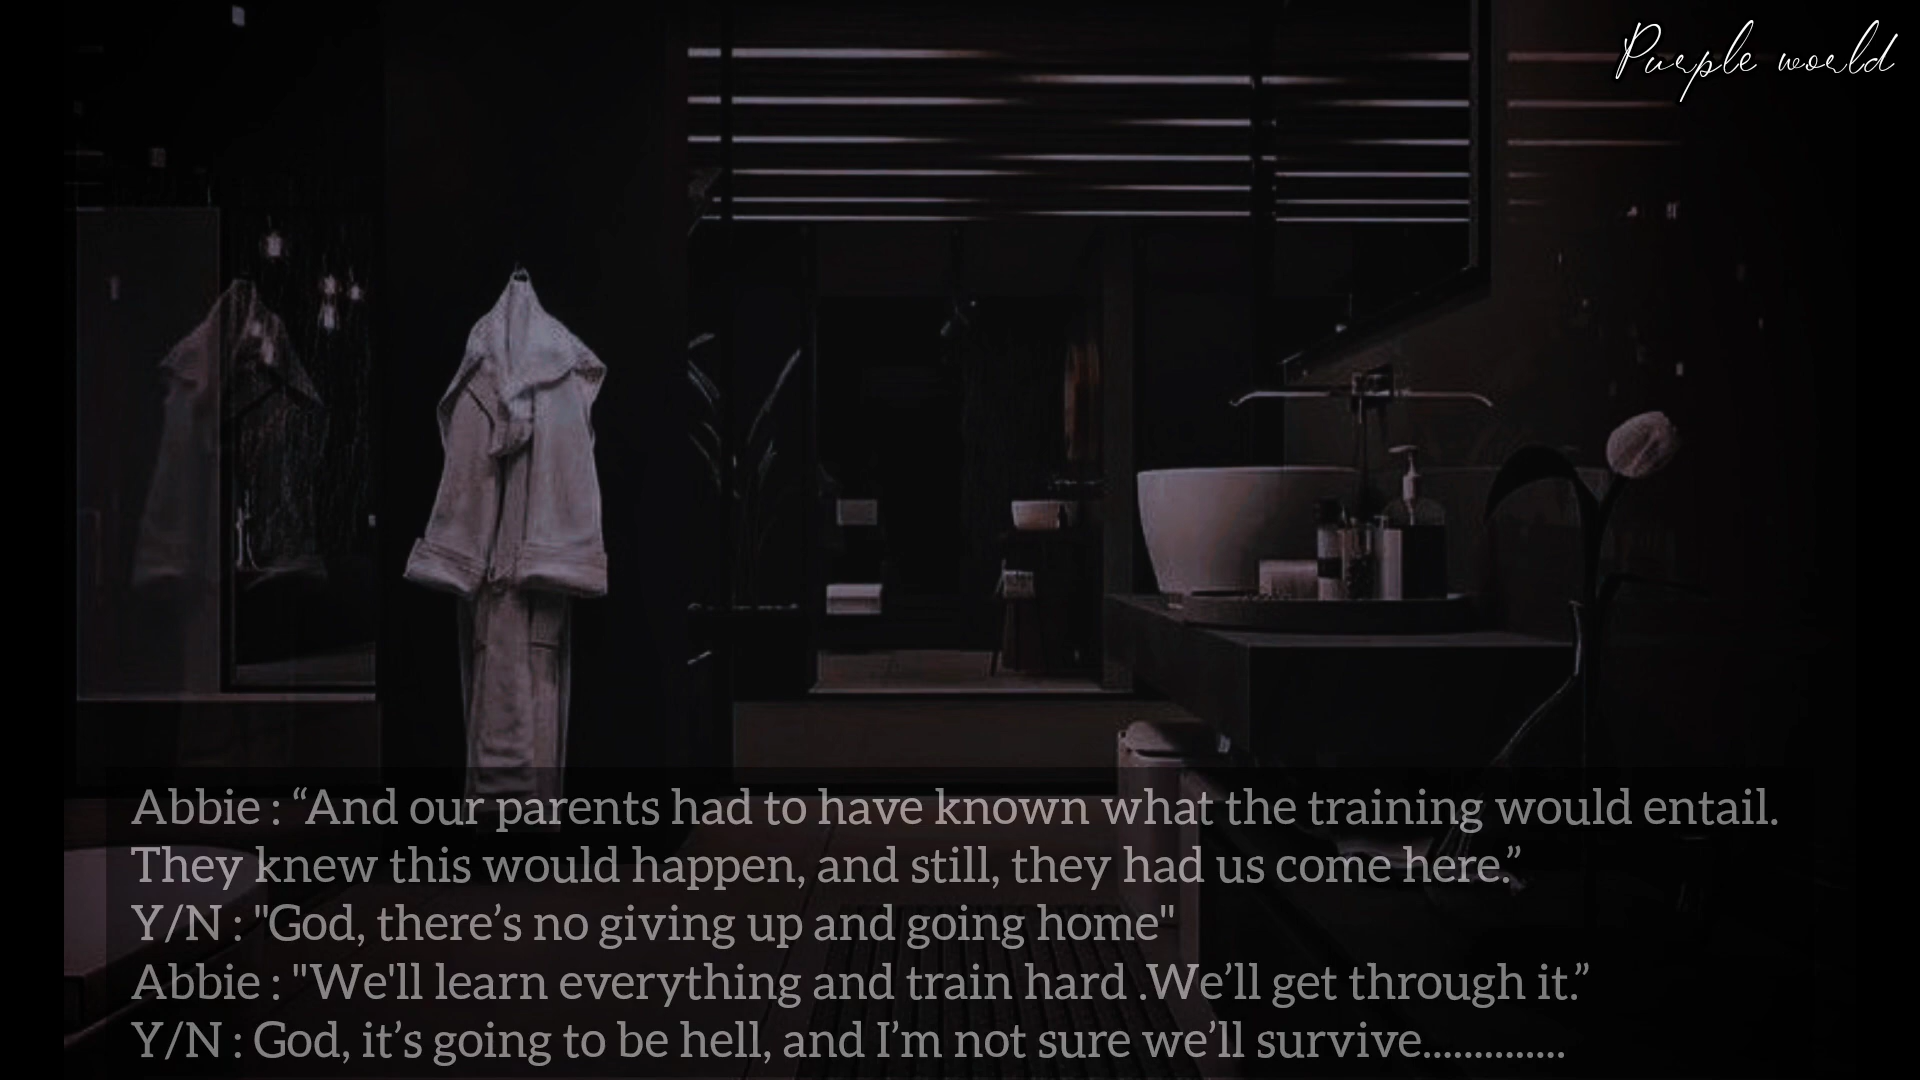 Purple world
Abbie : “And our parents had to have known what the training would entail.
They knew this would happen, and still, they had us come here.”
Y/N : "God, there’s no giving up and going home"
Abbie : "We'll learn everything and train hard .We’ll get through it.”
Y/N : God, it’s going to be hell, and I’m not sure we’ll survive..............